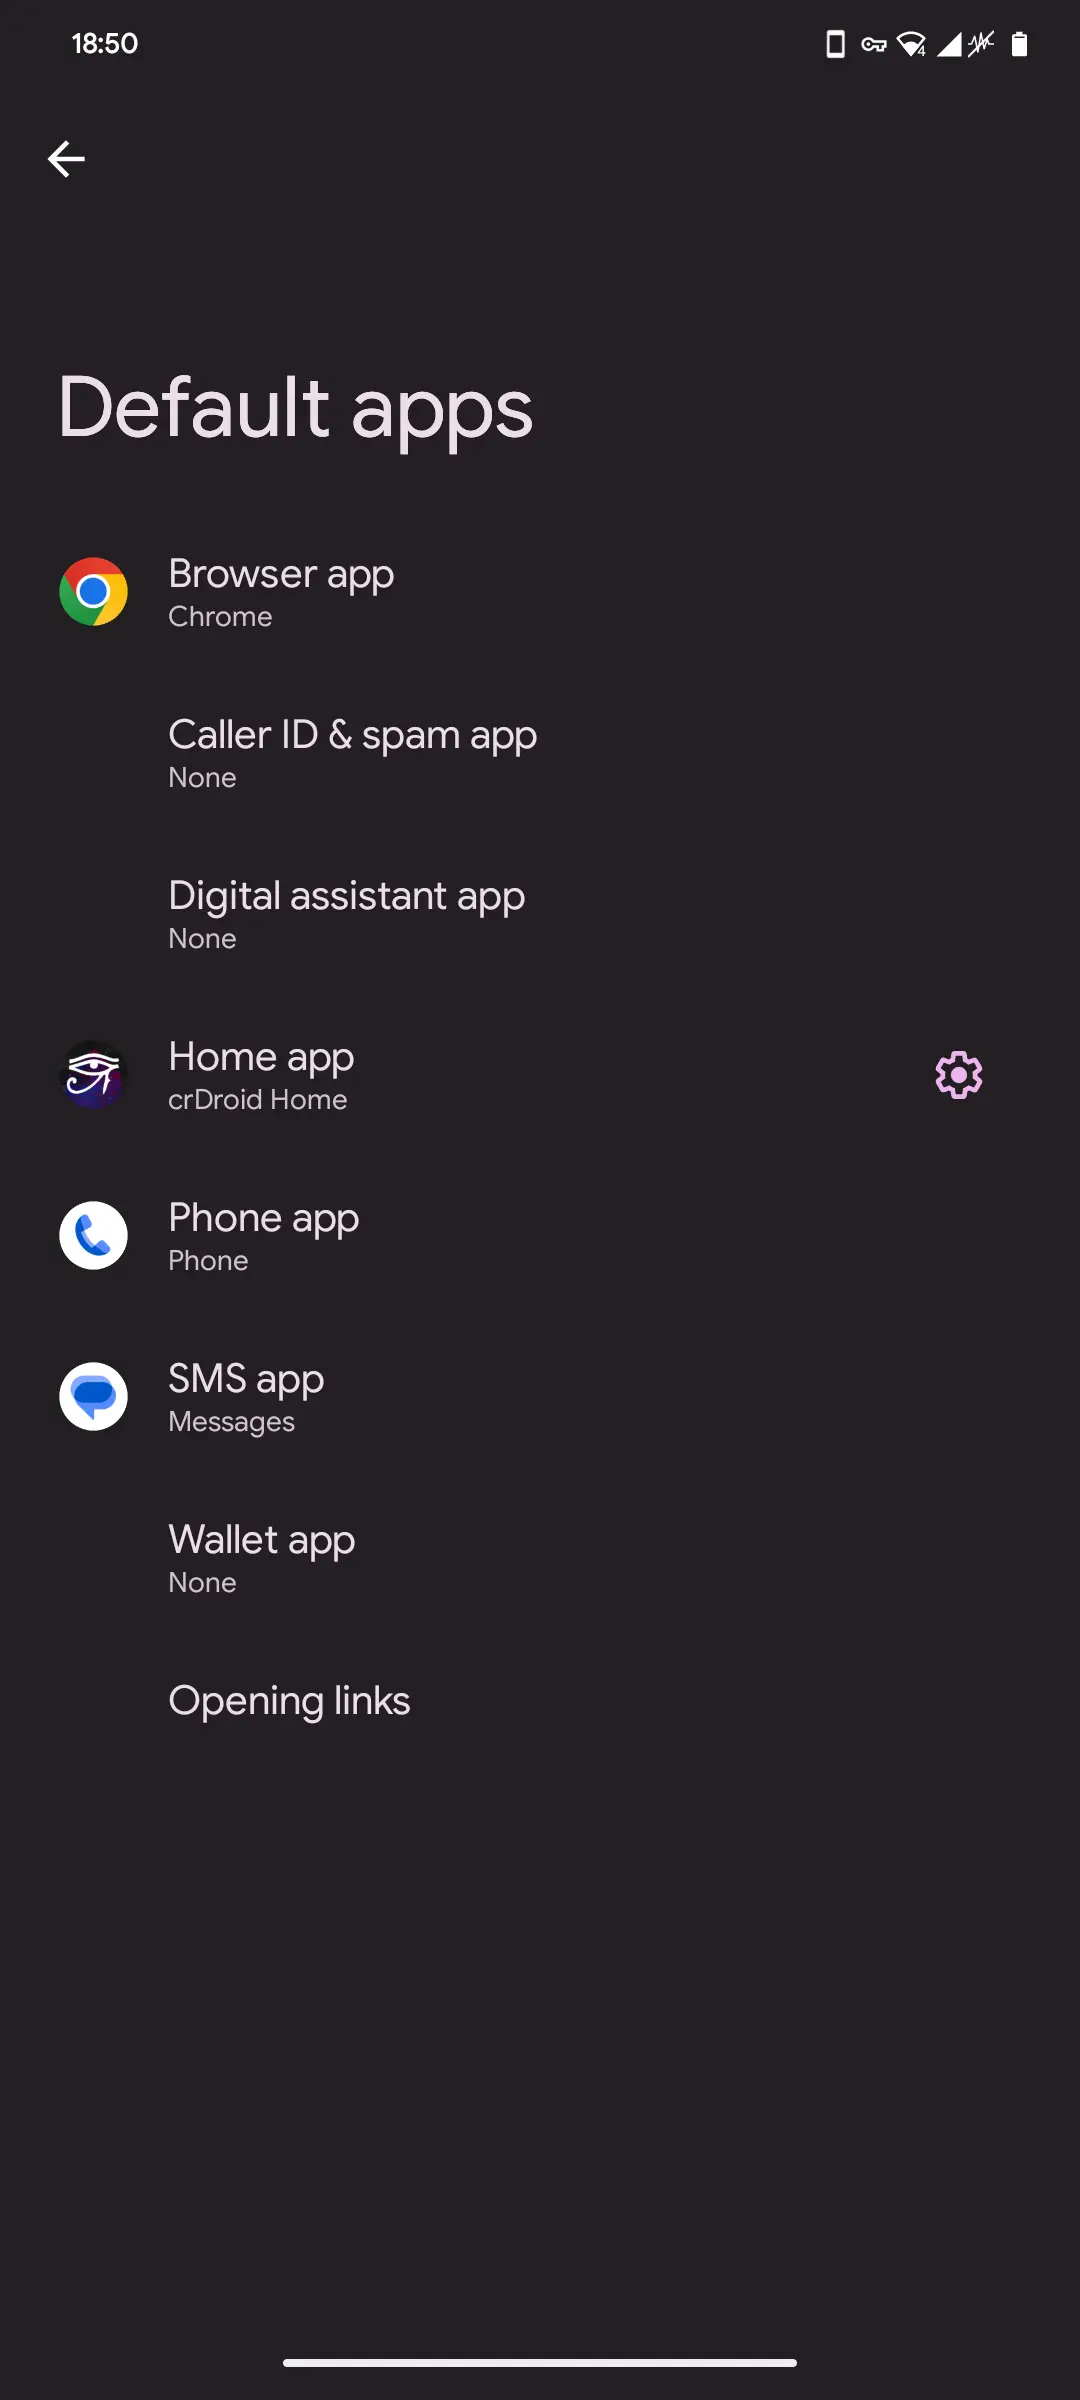 18:50
Default apps
Browser app
Chrome
Caller ID & spam app
None
Digital assistant app
None
Home app
crDroid Home
Phone app
Phone
SMS app
Messages
Wallet app
None
Opening links